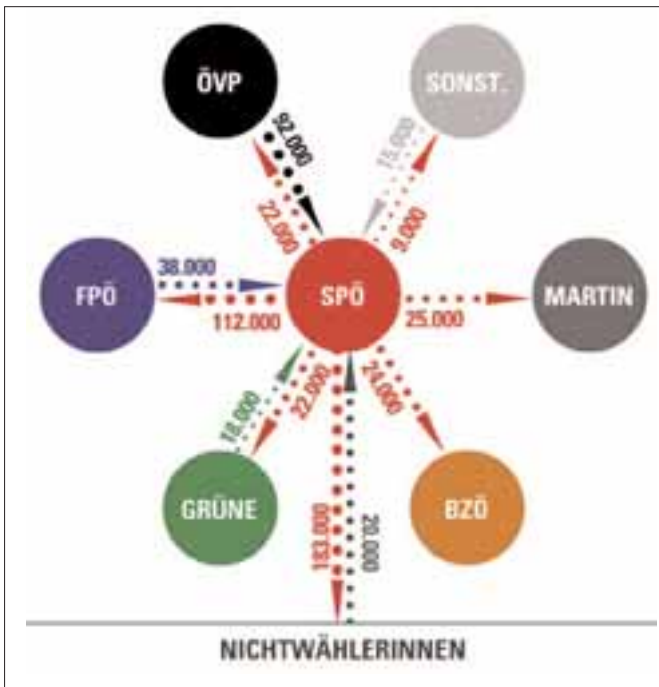 ÖVP
SONST.
92.000
22.000
15.000
9.000
FPÖ
38.000
112.000
SPÖ
MARTIN
25.000
18.000
22.000
24.000
GRÜNE
183.000
20.000
BZÖ
NICHTWÄHLERINNEN